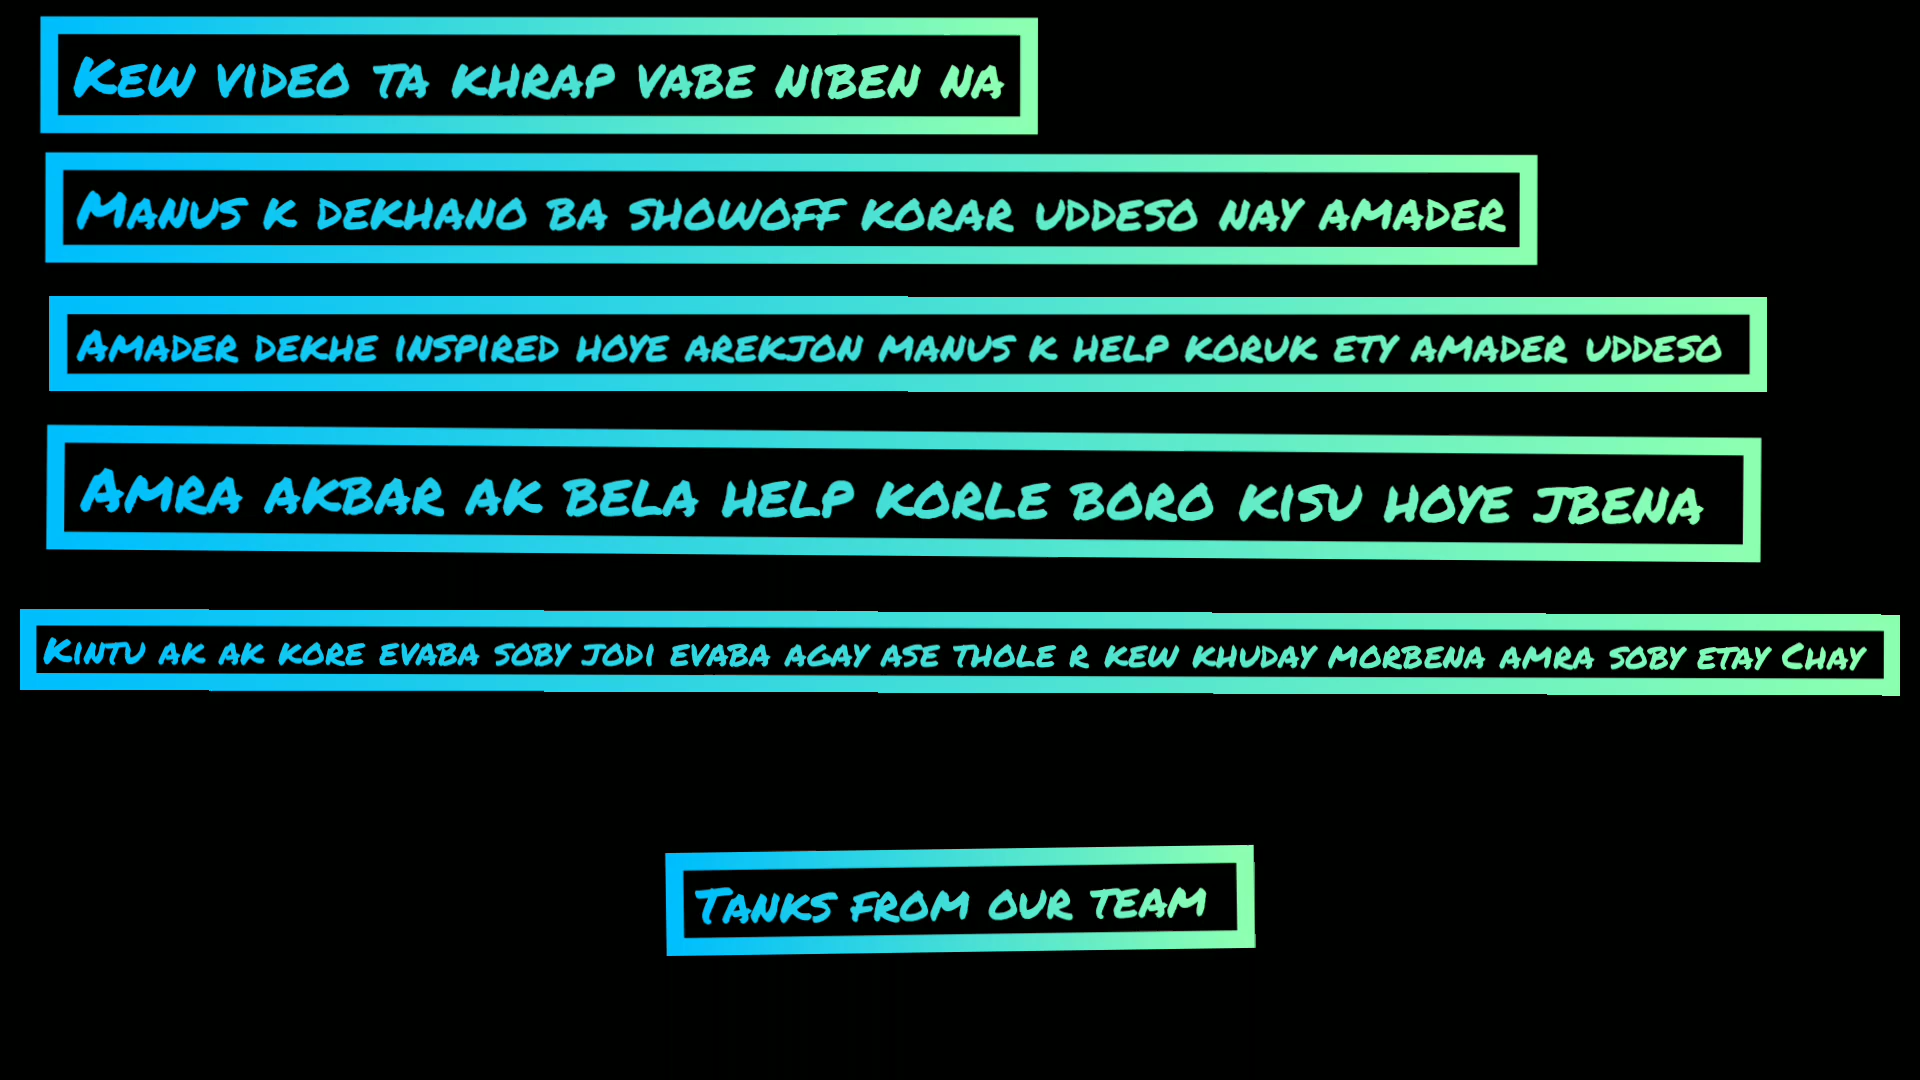 Kew video ta khrap vabe niben na
Manus k dekhano ba showoff korar uddeso nay amader
Amader dekhe inspired hoye arekjon manus k help koruk ety amader uddeso
Amra akbar ak bela help korle boro kisu hoye jbena
Kintu ak ak kore evaba soby jodi evaba agay ase thole r kew khuday morbena amra soby etay Chay
Tanks from our team